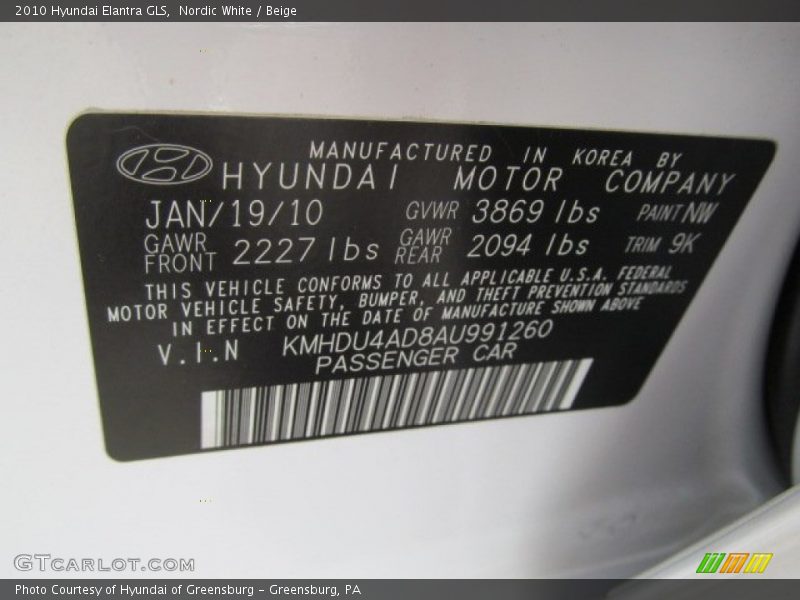 2010 Hyundai Elantra GLS,  Nordic White / Beige
MANUFACTURED IN KOREA BY
HYUNDAI MOTOR COMPANY
JAN/19/10 GVWR 3869 lbs PAINT NW
GAWR FRONT 2227 lbs GAWR REAR 2094 lbs TRIM 9K
THIS VEHICLE CONFORMS TO ALL APPLICABLE U.S.A. FEDERAL
MOTOR VEHICLE SAFETY, BUMPER, AND THEFT PREVENTION STANDARDS
IN EFFECT ON THE DATE OF MANUFACTURE SHOWN ABOVE
V.I.N KMHDU4AD8AU991260
PASSENGER CAR
GTCARLOT.COM
Photo Courtesy of Hyundai of Greensburg – Greensburg, PA